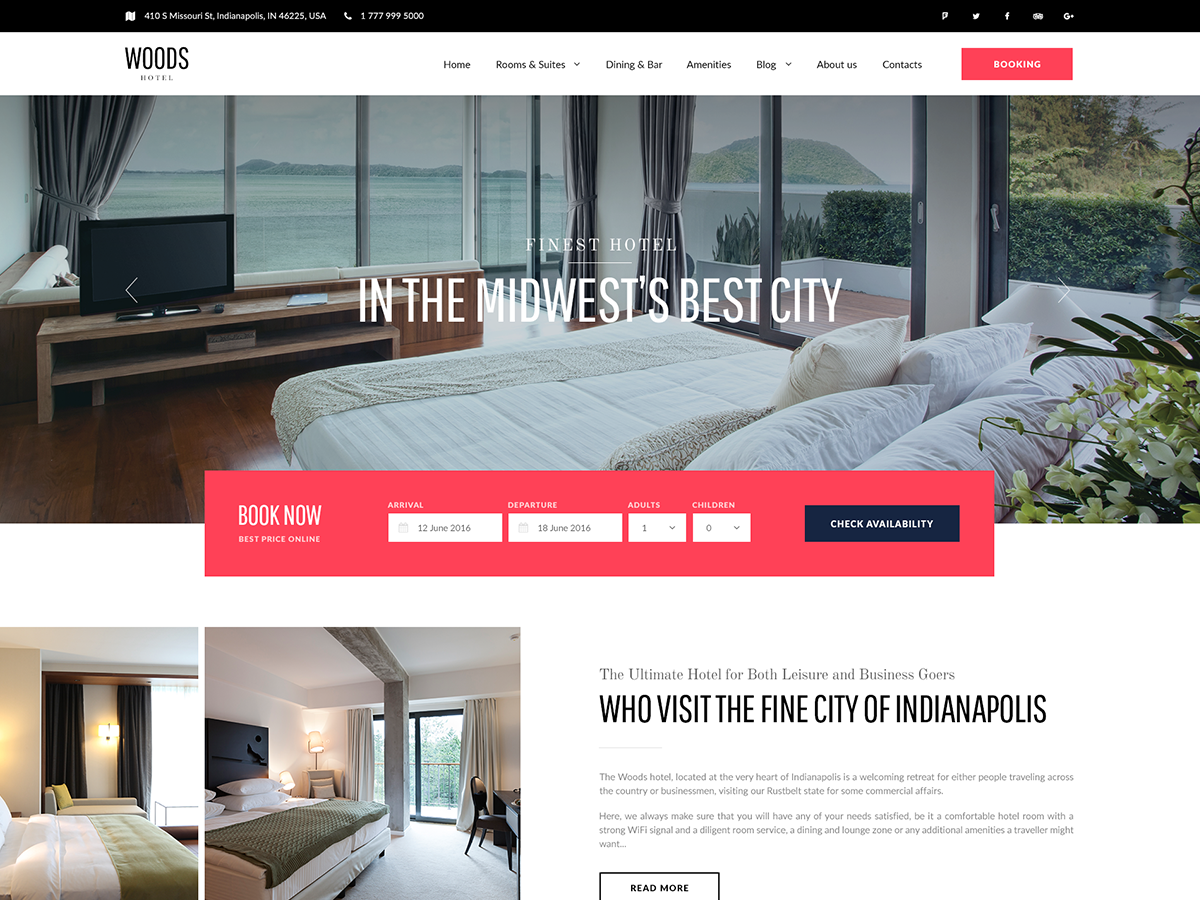 410 S Missouri St, Indianapolis, IN 46225, USA
1 777 999 5000
WOODS
HOTEL
Home
Rooms & Suites
Dining & Bar
Amenities
Blog
About us
Contacts
BOOKING
FINEST HOTEL
IN THE MIDWEST'S BEST CITY
BOOK NOW
BEST PRICE ONLINE
ARRIVAL
12 June 2016
DEPARTURE
18 June 2016
ADULTS
1
CHILDREN
0
CHECK AVAILABILITY
The Ultimate Hotel for Both Leisure and Business Goers
WHO VISIT THE FINE CITY OF INDIANAPOLIS
The Woods hotel, located at the very heart of Indianapolis is a welcoming retreat for either people traveling across
the country or businessmen, visiting our Rustbelt state for some commercial affairs.
Here, we always make sure that you will have any of your needs satisfied, be it a comfortable hotel room with a
strong WiFi signal and a diligent room service, a dining and lounge zone or any additional amenities a traveller might
want...
READ MORE